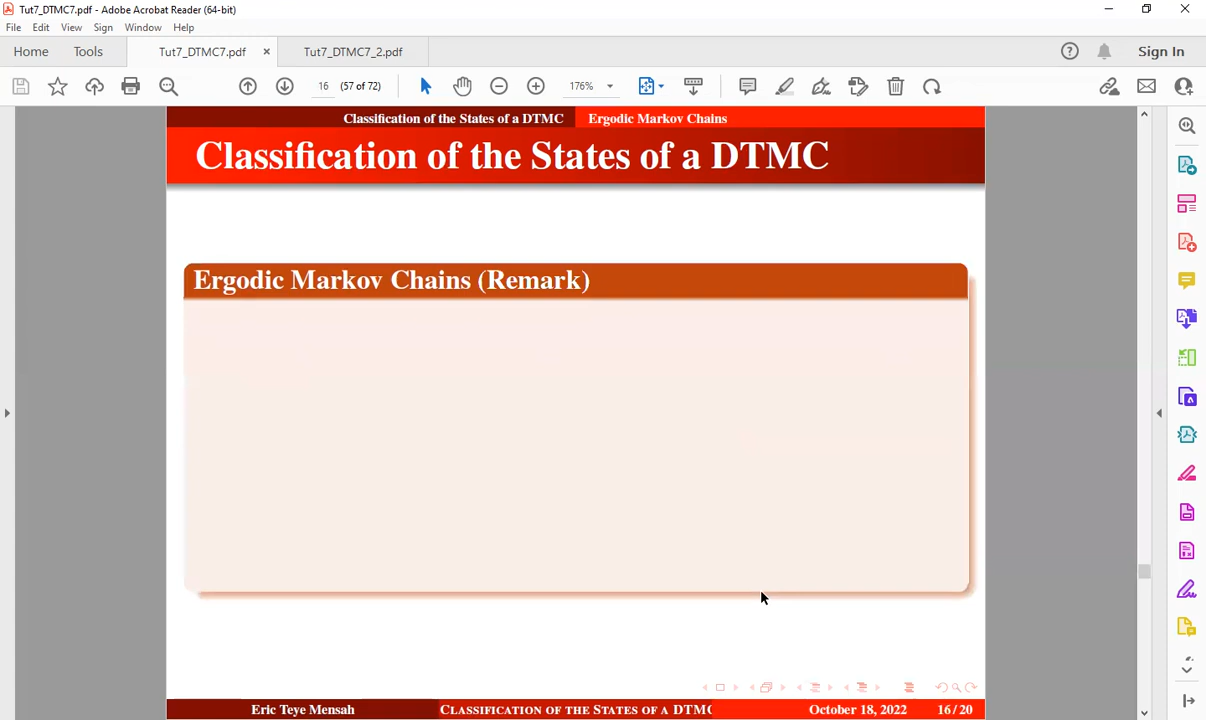 Tut7_DTMC7.pdf - Adobe Acrobat Reader (64-bit)
File Edit View Sign Window Help
Home Tools Tut7_DTMC7.pdf × Tut7_DTMC7_2.pdf Sign In
16 (57 of 72) 176%
Classification of the States of a DTMC Ergodic Markov Chains
Classification of the States of a DTMC
Ergodic Markov Chains (Remark)
Eric Teye Mensah CLASSIFICATION OF THE STATES OF A DTMC October 18, 2022 16/20